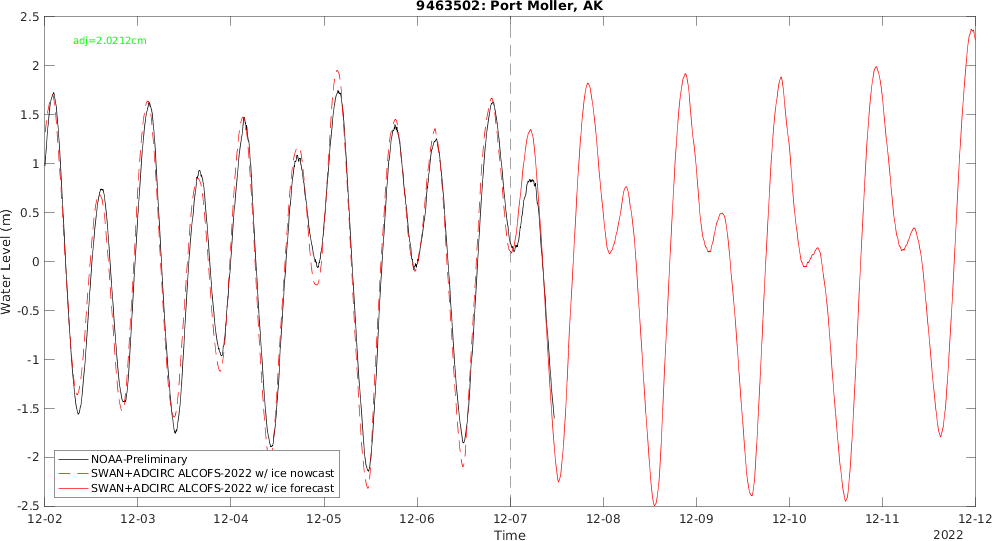 9463502: Port Moller, AK
adj=2.0212cm
Water Level (m)
2.5
2
1.5
1
0.5
0
-0.5
-1
-1.5
-2
-2.5
NOAA-Preliminary
SWAN+ADCIRC ALCOFS-2022 w/ ice nowcast
SWAN+ADCIRC ALCOFS-2022 w/ ice forecast
12-02 12-03 12-04 12-05 12-06 12-07 12-08 12-09 12-10 12-11 12-12
Time
2022